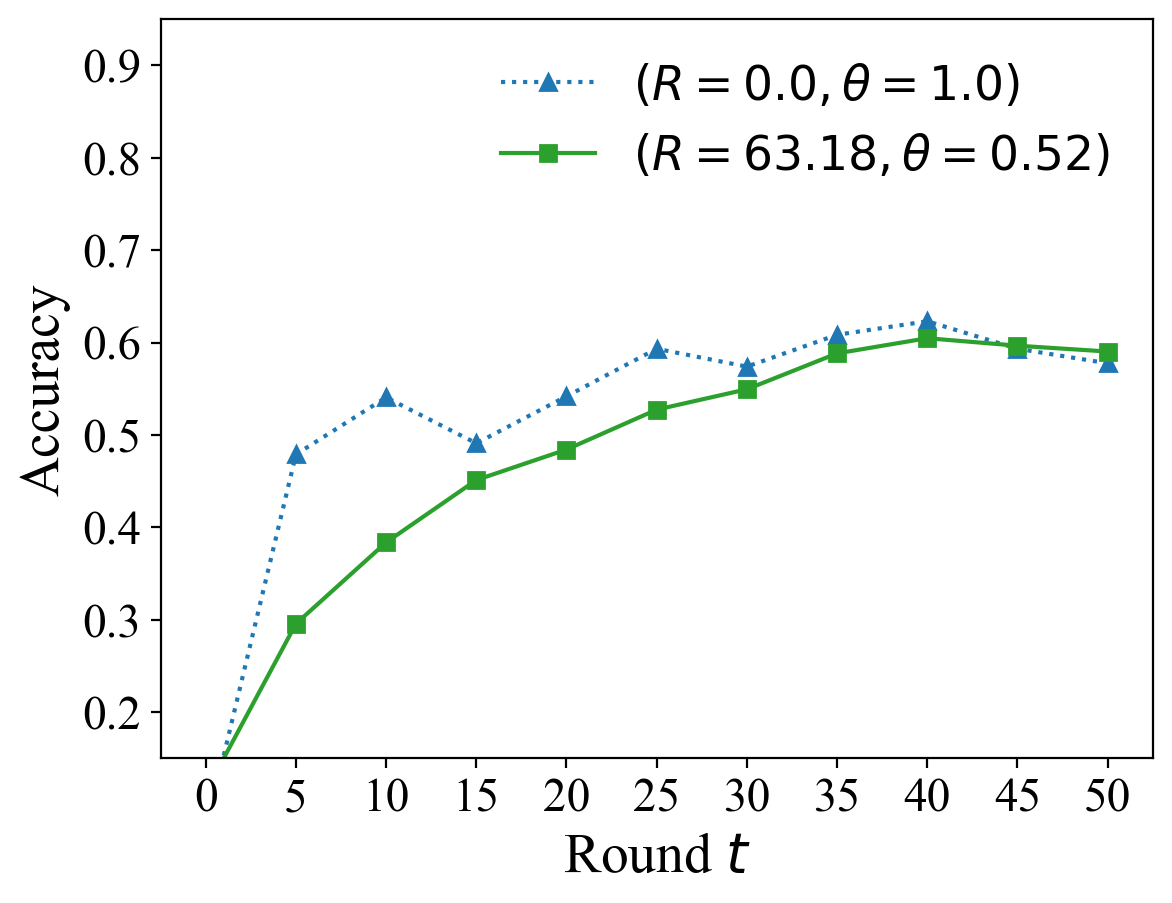 0.9
0.8
0.7
0.6
0.5
0.4
0.3
0.2
Accuracy
(R = 0.0, θ = 1.0)
(R = 63.18, θ = 0.52)
0 5 10 15 20 25 30 35 40 45 50
Round t